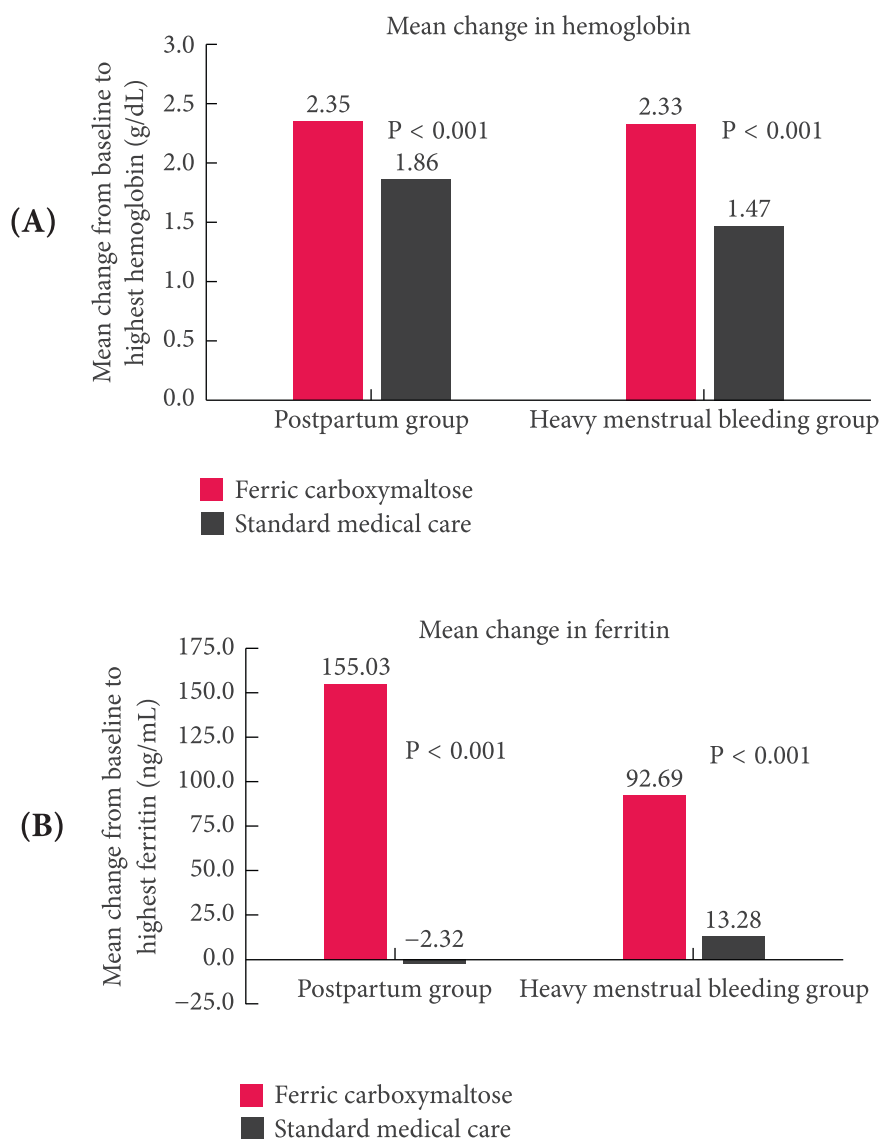 Mean change in hemoglobin
(A)
Mean change from baseline to
highest hemoglobin (g/dL)
3.0
2.5
2.0
1.5
1.0
0.5
0.0
2.35
P < 0.001
1.86
2.33
P < 0.001
1.47
Postpartum group
Heavy menstrual bleeding group
Ferric carboxymaltose
Standard medical care
Mean change in ferritin
(B)
Mean change from baseline to
highest ferritin (ng/mL)
175.0
150.0
125.0
100.0
75.0
50.0
25.0
0.0
−25.0
155.03
P < 0.001
−2.32
92.69
P < 0.001
13.28
Postpartum group
Heavy menstrual bleeding group
Ferric carboxymaltose
Standard medical care